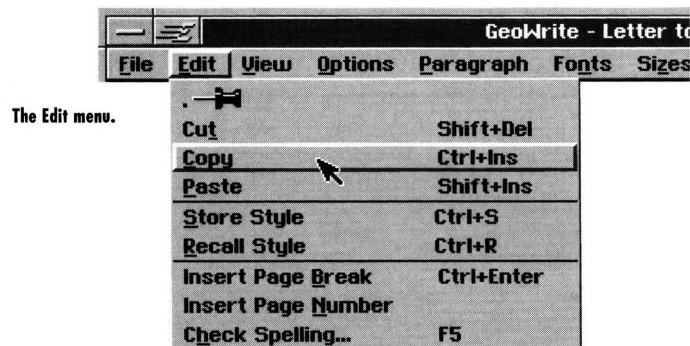 GeoWrite - Letter to
File Edit View Options Paragraph Fonts Sizes
The Edit menu.
Cut Shift+Del
Copy Ctrl+Ins
Paste Shift+Ins
Store Style Ctrl+S
Recall Style Ctrl+R
Insert Page Break Ctrl+Enter
Insert Page Number
Check Spelling... F5